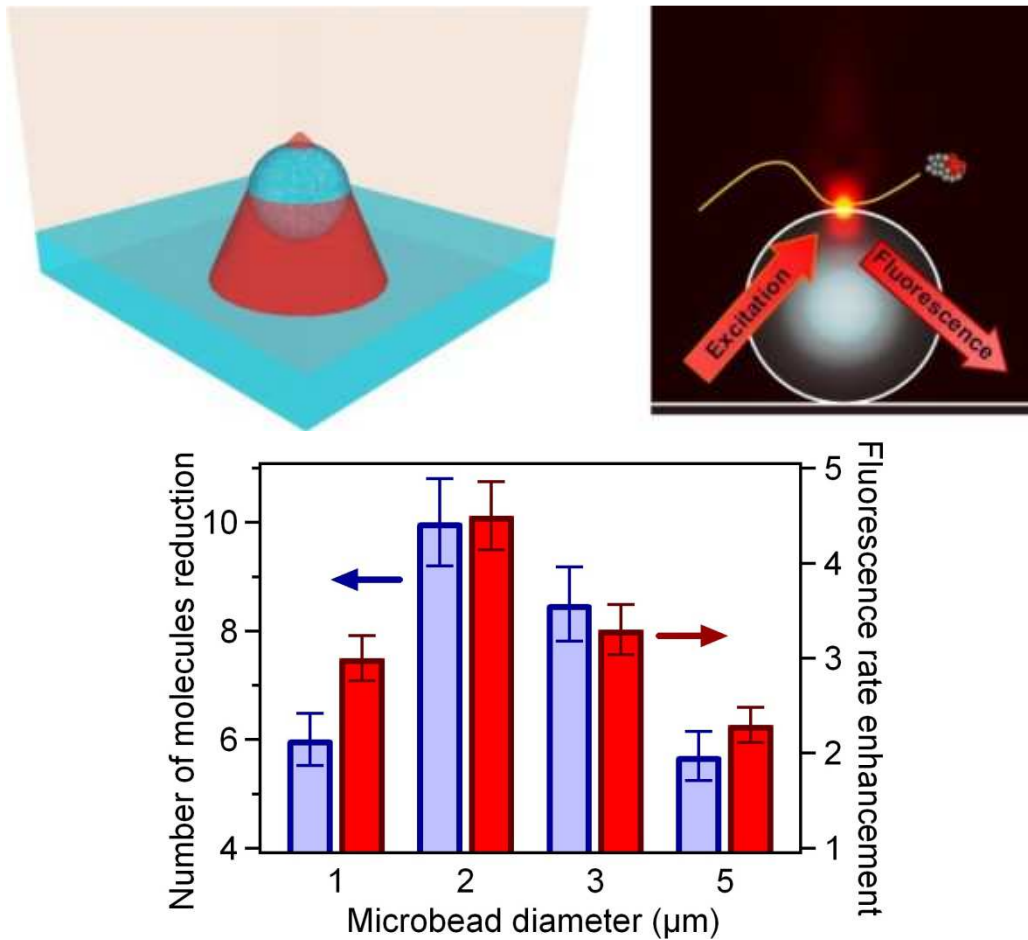 Excitation
Fluorescence
Number of molecules reduction
10
8
6
4
Fluorescence rate enhancement
5
4
3
2
1
1 2 3 5
Microbead diameter (µm)